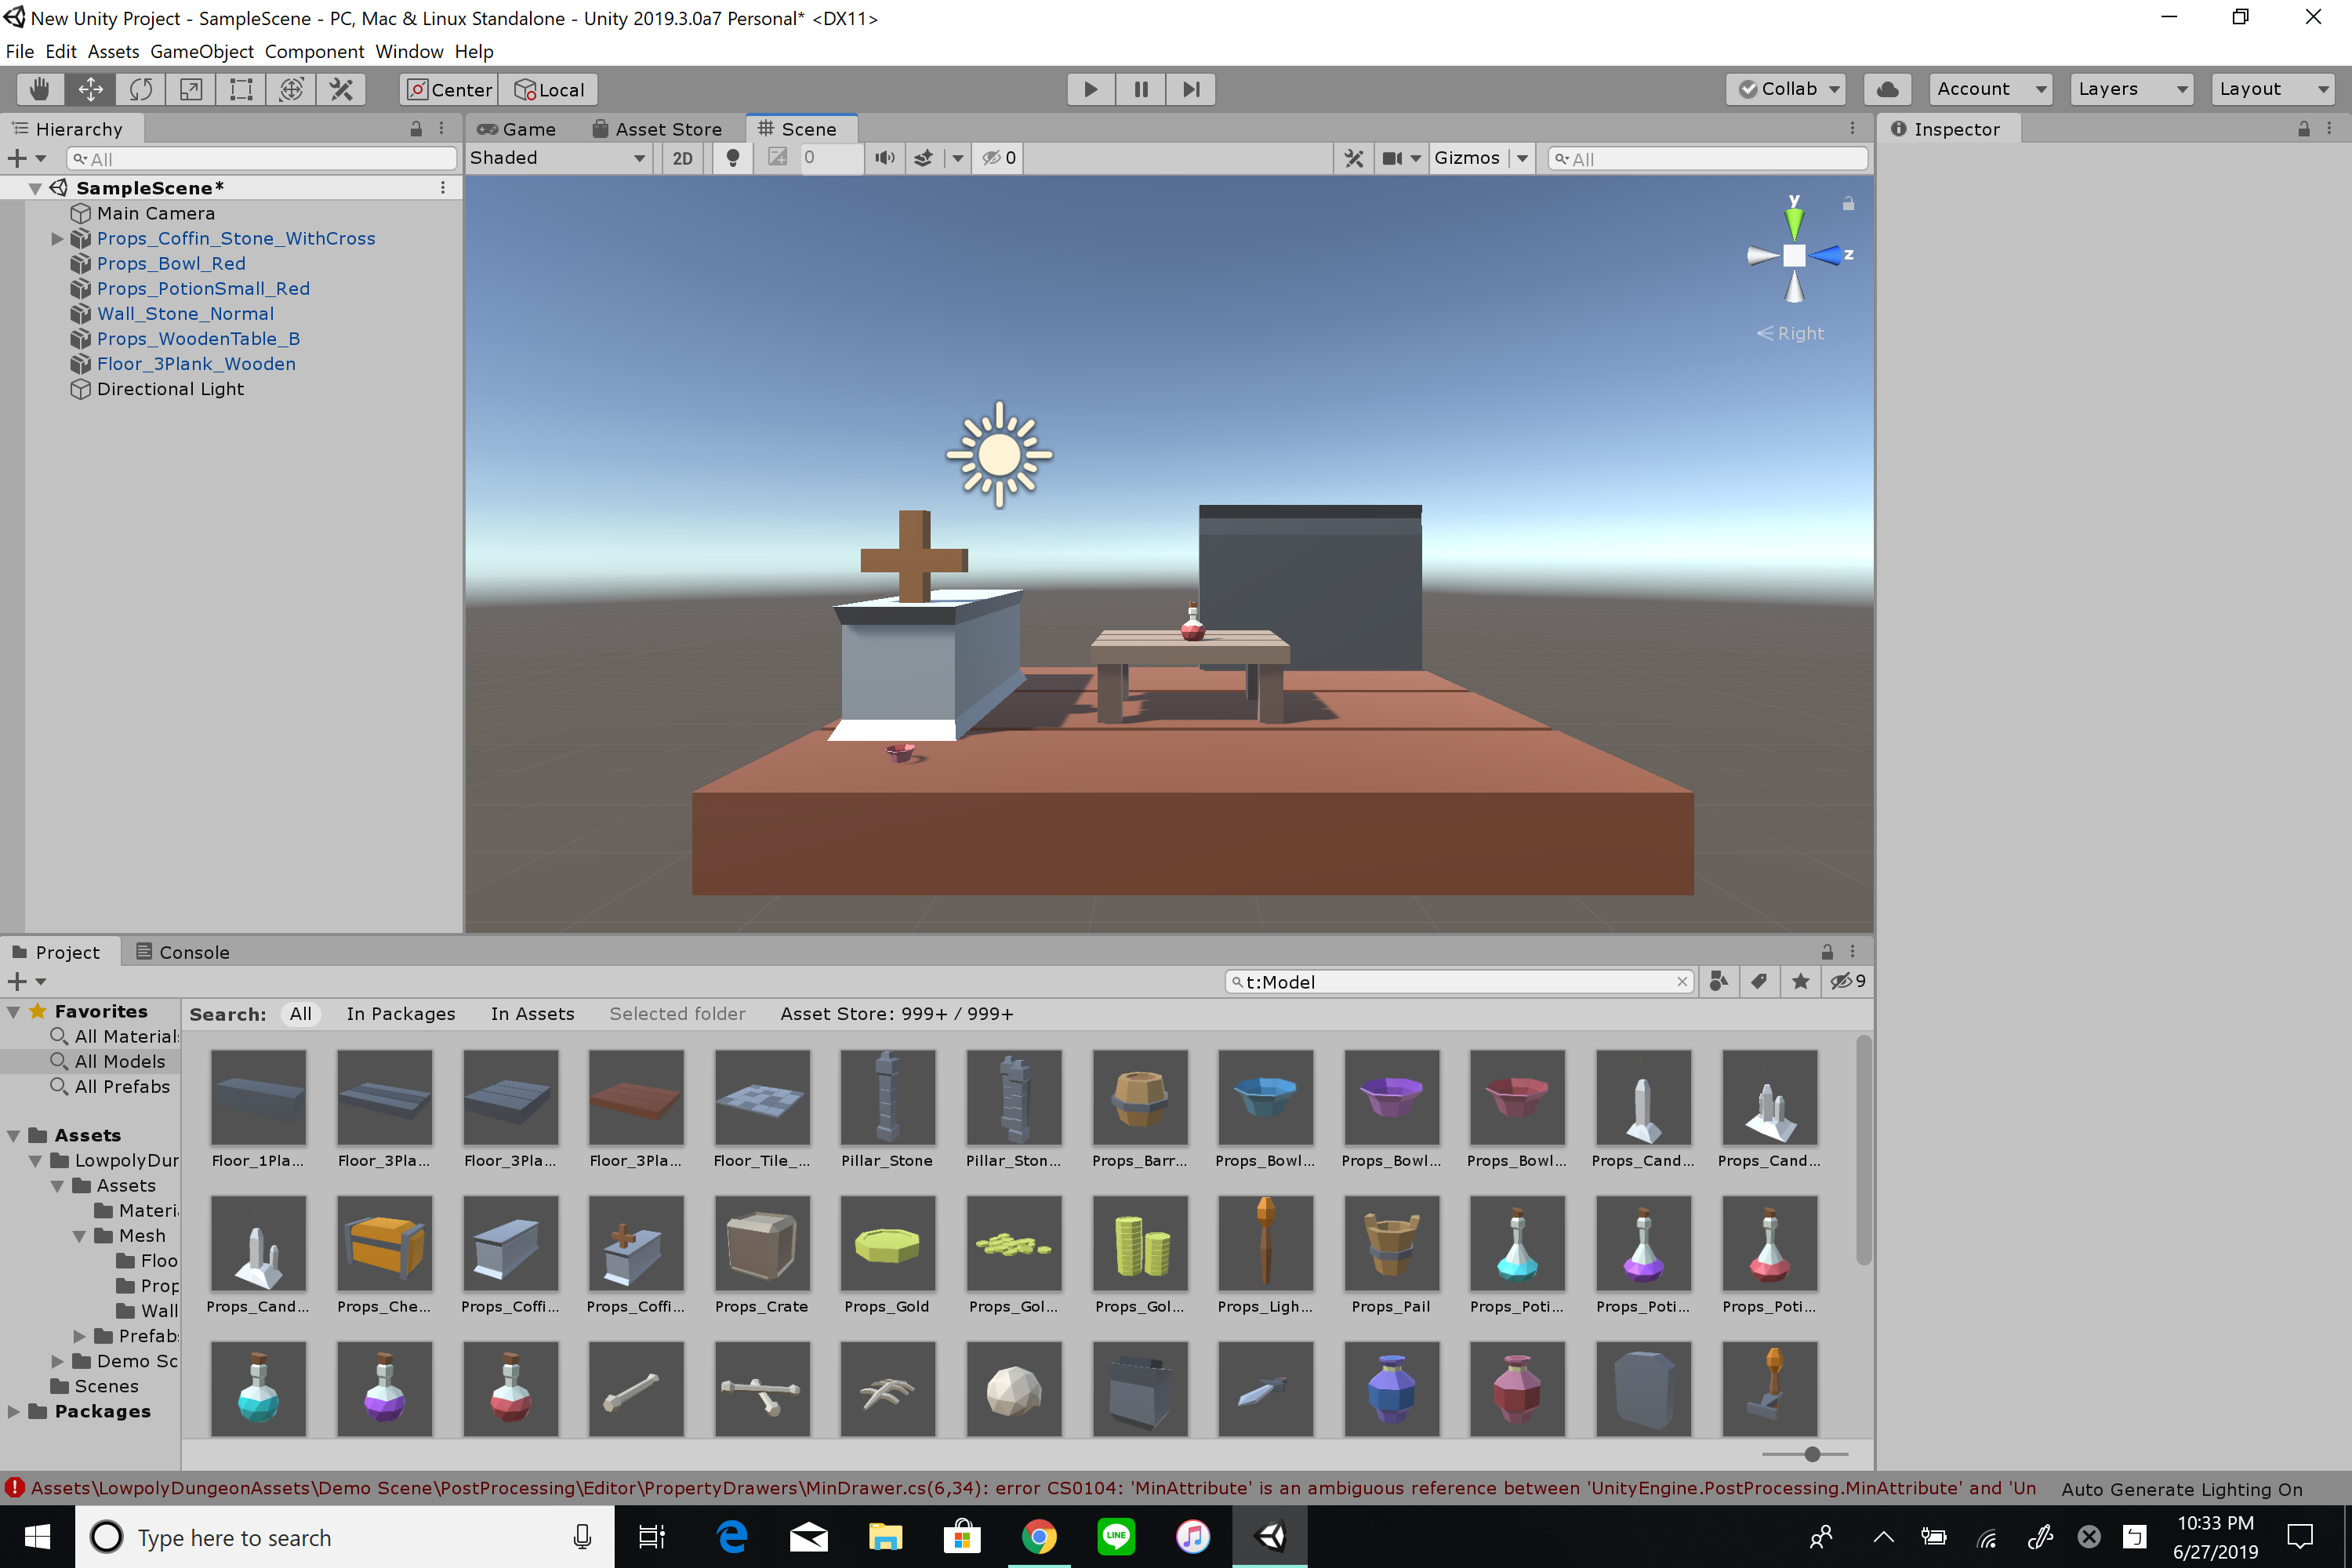 New Unity Project - SampleScene - PC, Mac & Linux Standalone - Unity 2019.3.0a7 Personal* <DX11>
File Edit Assets GameObject Component Window Help
Center Local Collab Account Layers Layout
Hierarchy
All
SampleScene*
Main Camera
Props_Coffin_Stone_WithCross
Props_Bowl_Red
Props_PotionSmall_Red
Wall_Stone_Normal
Props_WoodenTable_B
Floor_3Plank_Wooden
Directional Light
Game Asset Store Scene
Shaded 2D 0 0 Gizmos All
y
z
Right
Inspector
Project Console
t:Model 9
Favorites
All Materials
All Models
All Prefabs
Assets
LowpolyDun
Assets
Materi
Mesh
Floo
Prop
Wall
Prefab
Demo Sc
Scenes
Packages
Search: All In Packages In Assets Selected folder Asset Store: 999+ / 999+
Floor_1Pla... Floor_3Pla... Floor_3Pla... Floor_3Pla... Floor_Tile_... Pillar_Stone Pillar_Ston... Props_Barr... Props_Bowl... Props_Bowl... Props_Bowl... Props_Cand... Props_Cand...
Props_Cand... Props_Che... Props_Coffi... Props_Coffi... Props_Crate Props_Gold Props_Gol... Props_Gol... Props_Ligh... Props_Pail Props_Poti... Props_Poti... Props_Poti...
Assets\LowpolyDungeonAssets\Demo Scene\PostProcessing\Editor\PropertyDrawers\MinDrawer.cs(6,34): error CS0104: 'MinAttribute' is an ambiguous reference between 'UnityEngine.PostProcessing.MinAttribute' and 'Un
Auto Generate Lighting On
Type here to search
LINE
10:33 PM
6/27/2019